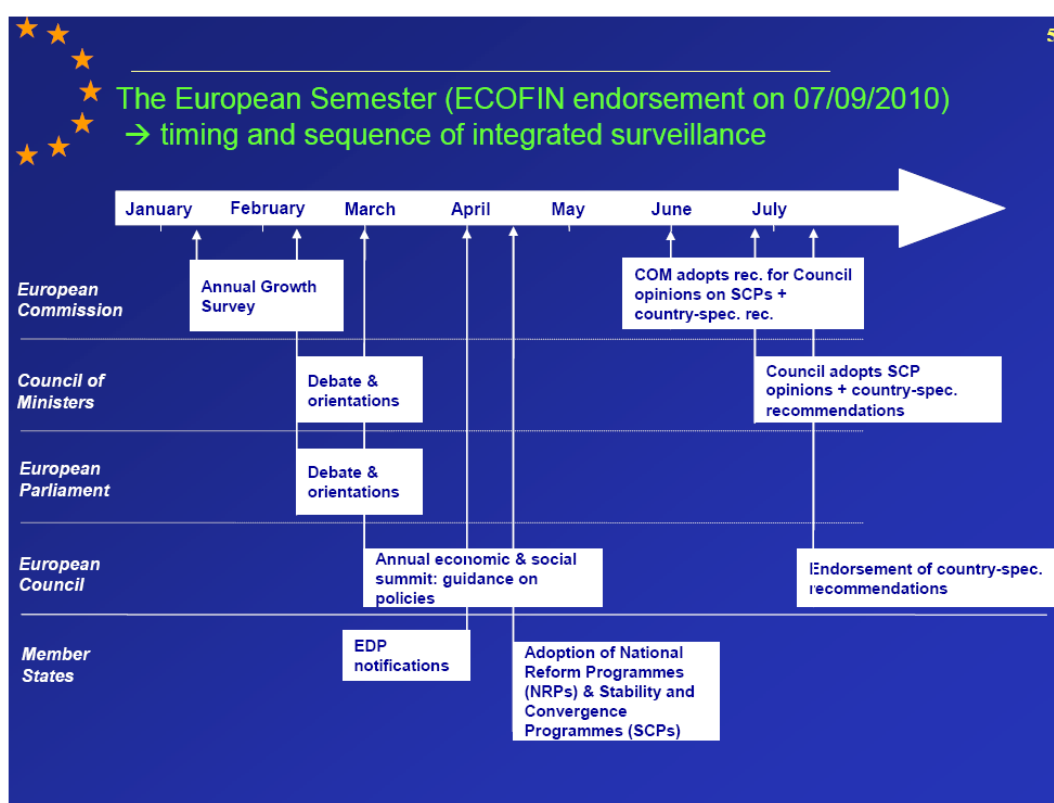 5
The European Semester (ECOFIN endorsement on 07/09/2010)
→ timing and sequence of integrated surveillance
January February March April May June July
European
Commission
Annual Growth
Survey
COM adopts rec. for Council
opinions on SCPs +
country-spec. rec.
Council of
Ministers
Debate &
orientations
Council adopts SCP
opinions + country-spec.
recommendations
European
Parliament
Debate &
orientations
European
Council
Annual economic & social
summit: guidance on
policies
Endorsement of country-spec.
recommendations
Member
States
EDP
notifications
Adoption of National
Reform Programmes
(NRPs) & Stability and
Convergence
Programmes (SCPs)